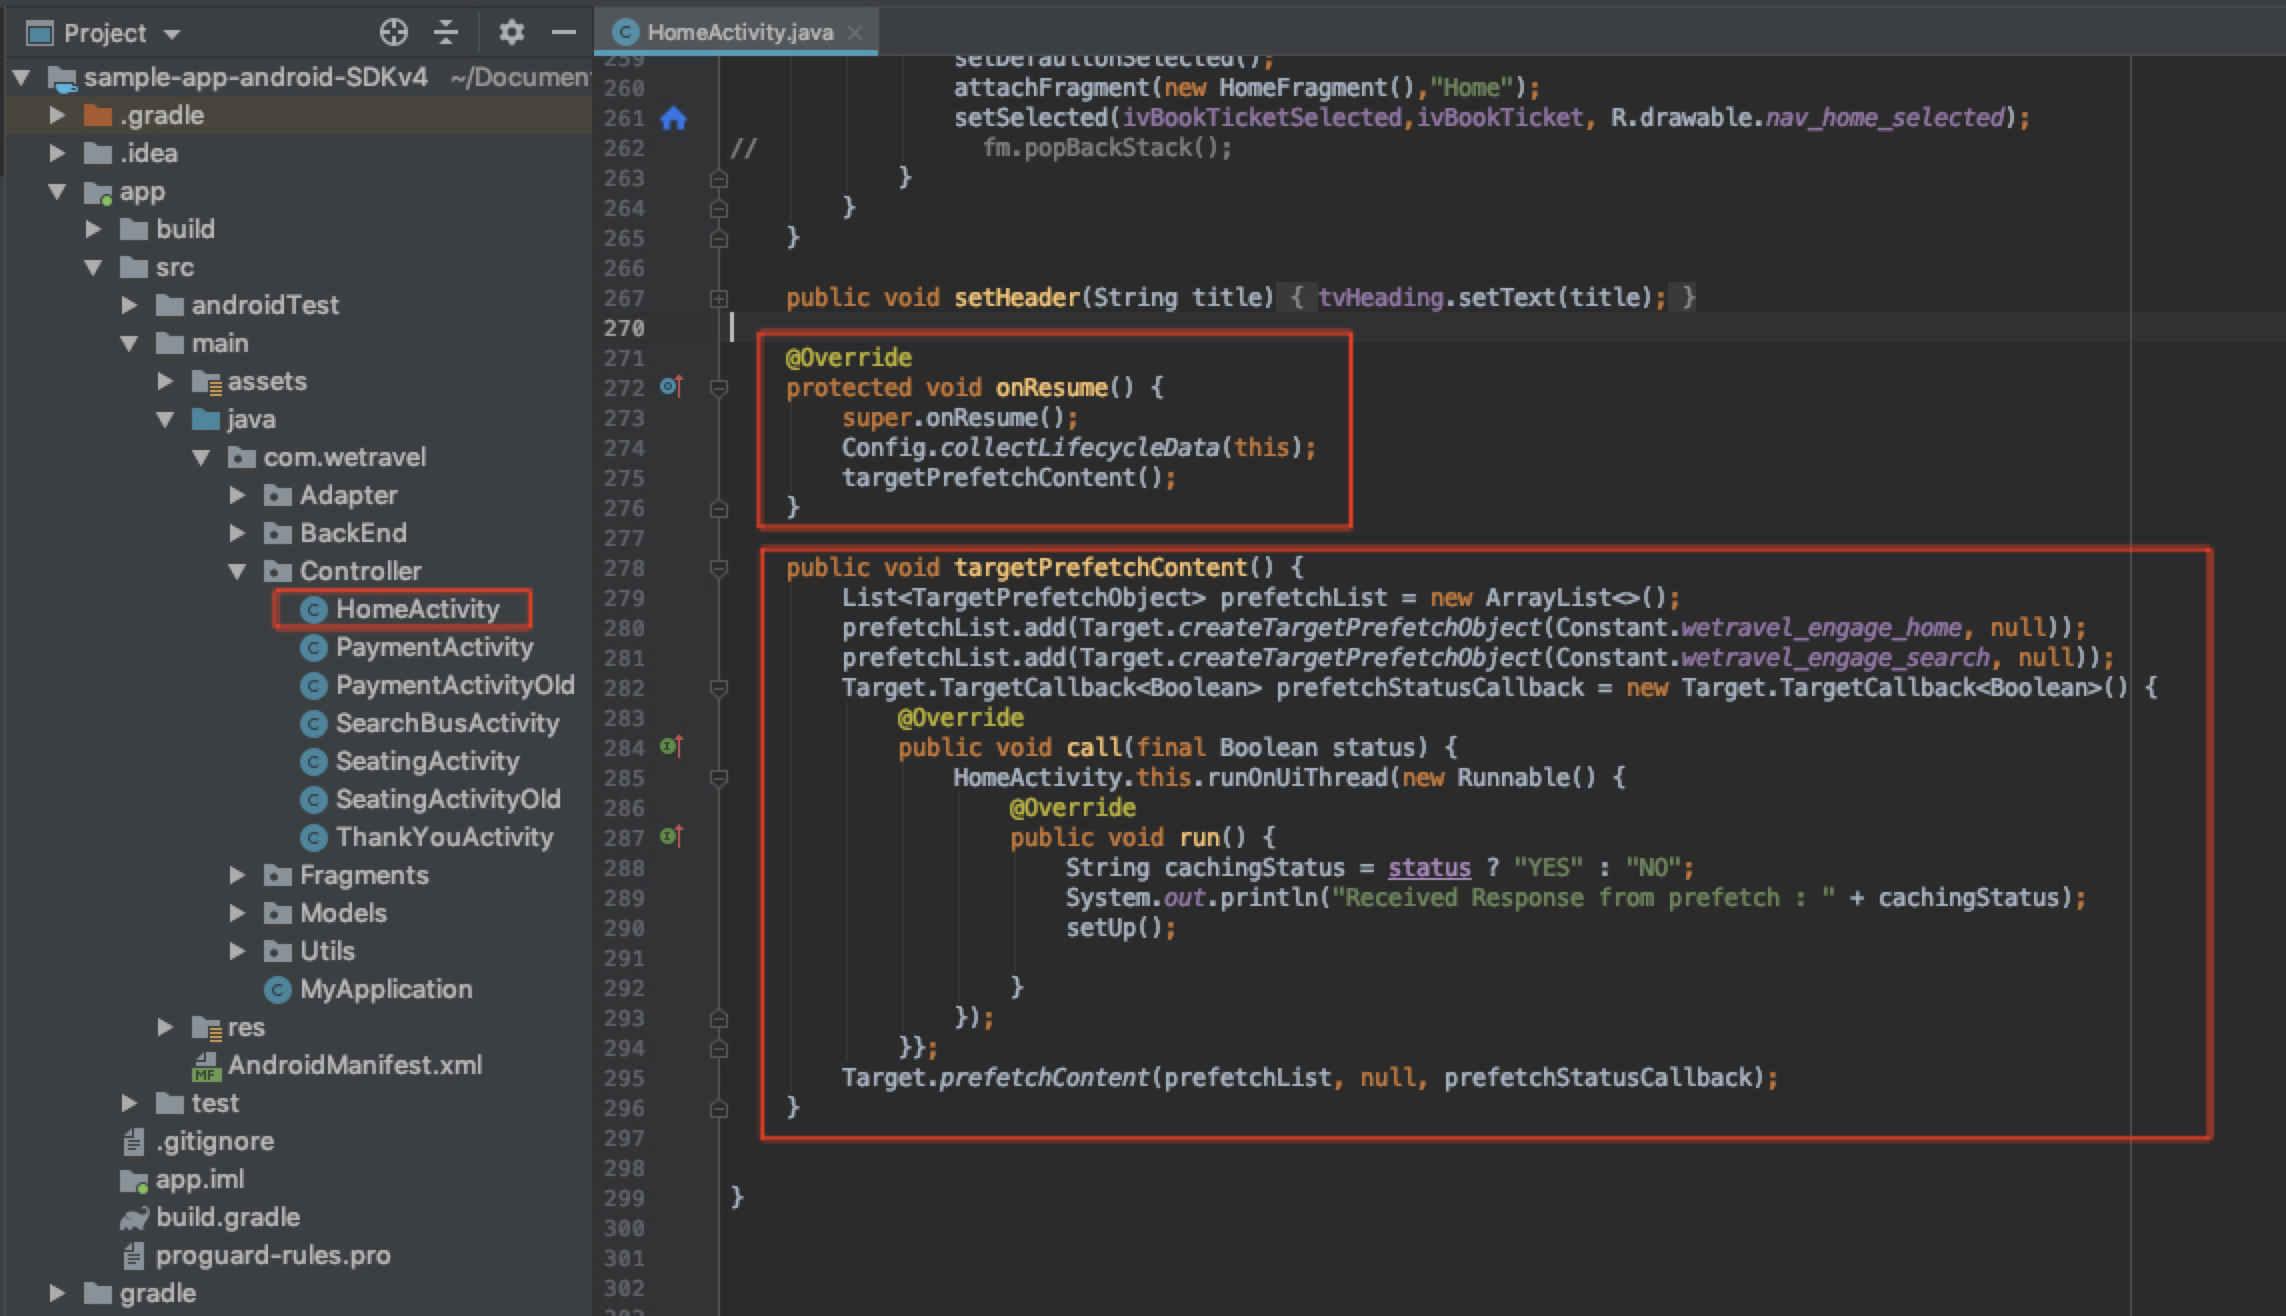 Project
sample-app-android-SDKv4 ~/Documen
.gradle
.idea
app
build
src
androidTest
main
assets
java
com.wetravel
Adapter
BackEnd
Controller
HomeActivity
PaymentActivity
PaymentActivityOld
SearchBusActivity
SeatingActivity
SeatingActivityOld
ThankYouActivity
Fragments
Models
Utils
MyApplication
res
MF AndroidManifest.xml
test
.gitignore
app.iml
build.gradle
proguard-rules.pro
gradle
HomeActivity.java
259
260 attachFragment(new HomeFragment(),"Home");
261 setSelected(ivBookTicketSelected,ivBookTicket, R.drawable.nav_home_selected);
262 // fm.popBackStack();
263 }
264 }
265 }
266
267 public void setHeader(String title) { tvHeading.setText(title); }
270
271 @Override
272 protected void onResume() {
273 super.onResume();
274 Config.collectLifecycleData(this);
275 targetPrefetchContent();
276 }
277
278 public void targetPrefetchContent() {
279 List<TargetPrefetchObject> prefetchList = new ArrayList<>();
280 prefetchList.add(Target.createTargetPrefetchObject(Constant.wetravel_engage_home, null));
281 prefetchList.add(Target.createTargetPrefetchObject(Constant.wetravel_engage_search, null));
282 Target.TargetCallback<Boolean> prefetchStatusCallback = new Target.TargetCallback<Boolean>() {
283 @Override
284 public void call(final Boolean status) {
285 HomeActivity.this.runOnUiThread(new Runnable() {
286 @Override
287 public void run() {
288 String cachingStatus = status ? "YES" : "NO";
289 System.out.println("Received Response from prefetch : " + cachingStatus);
290 setUp();
291
292 }
293 });
294 }};
295 Target.prefetchContent(prefetchList, null, prefetchStatusCallback);
296 }
297
298
299 }
300
301
302